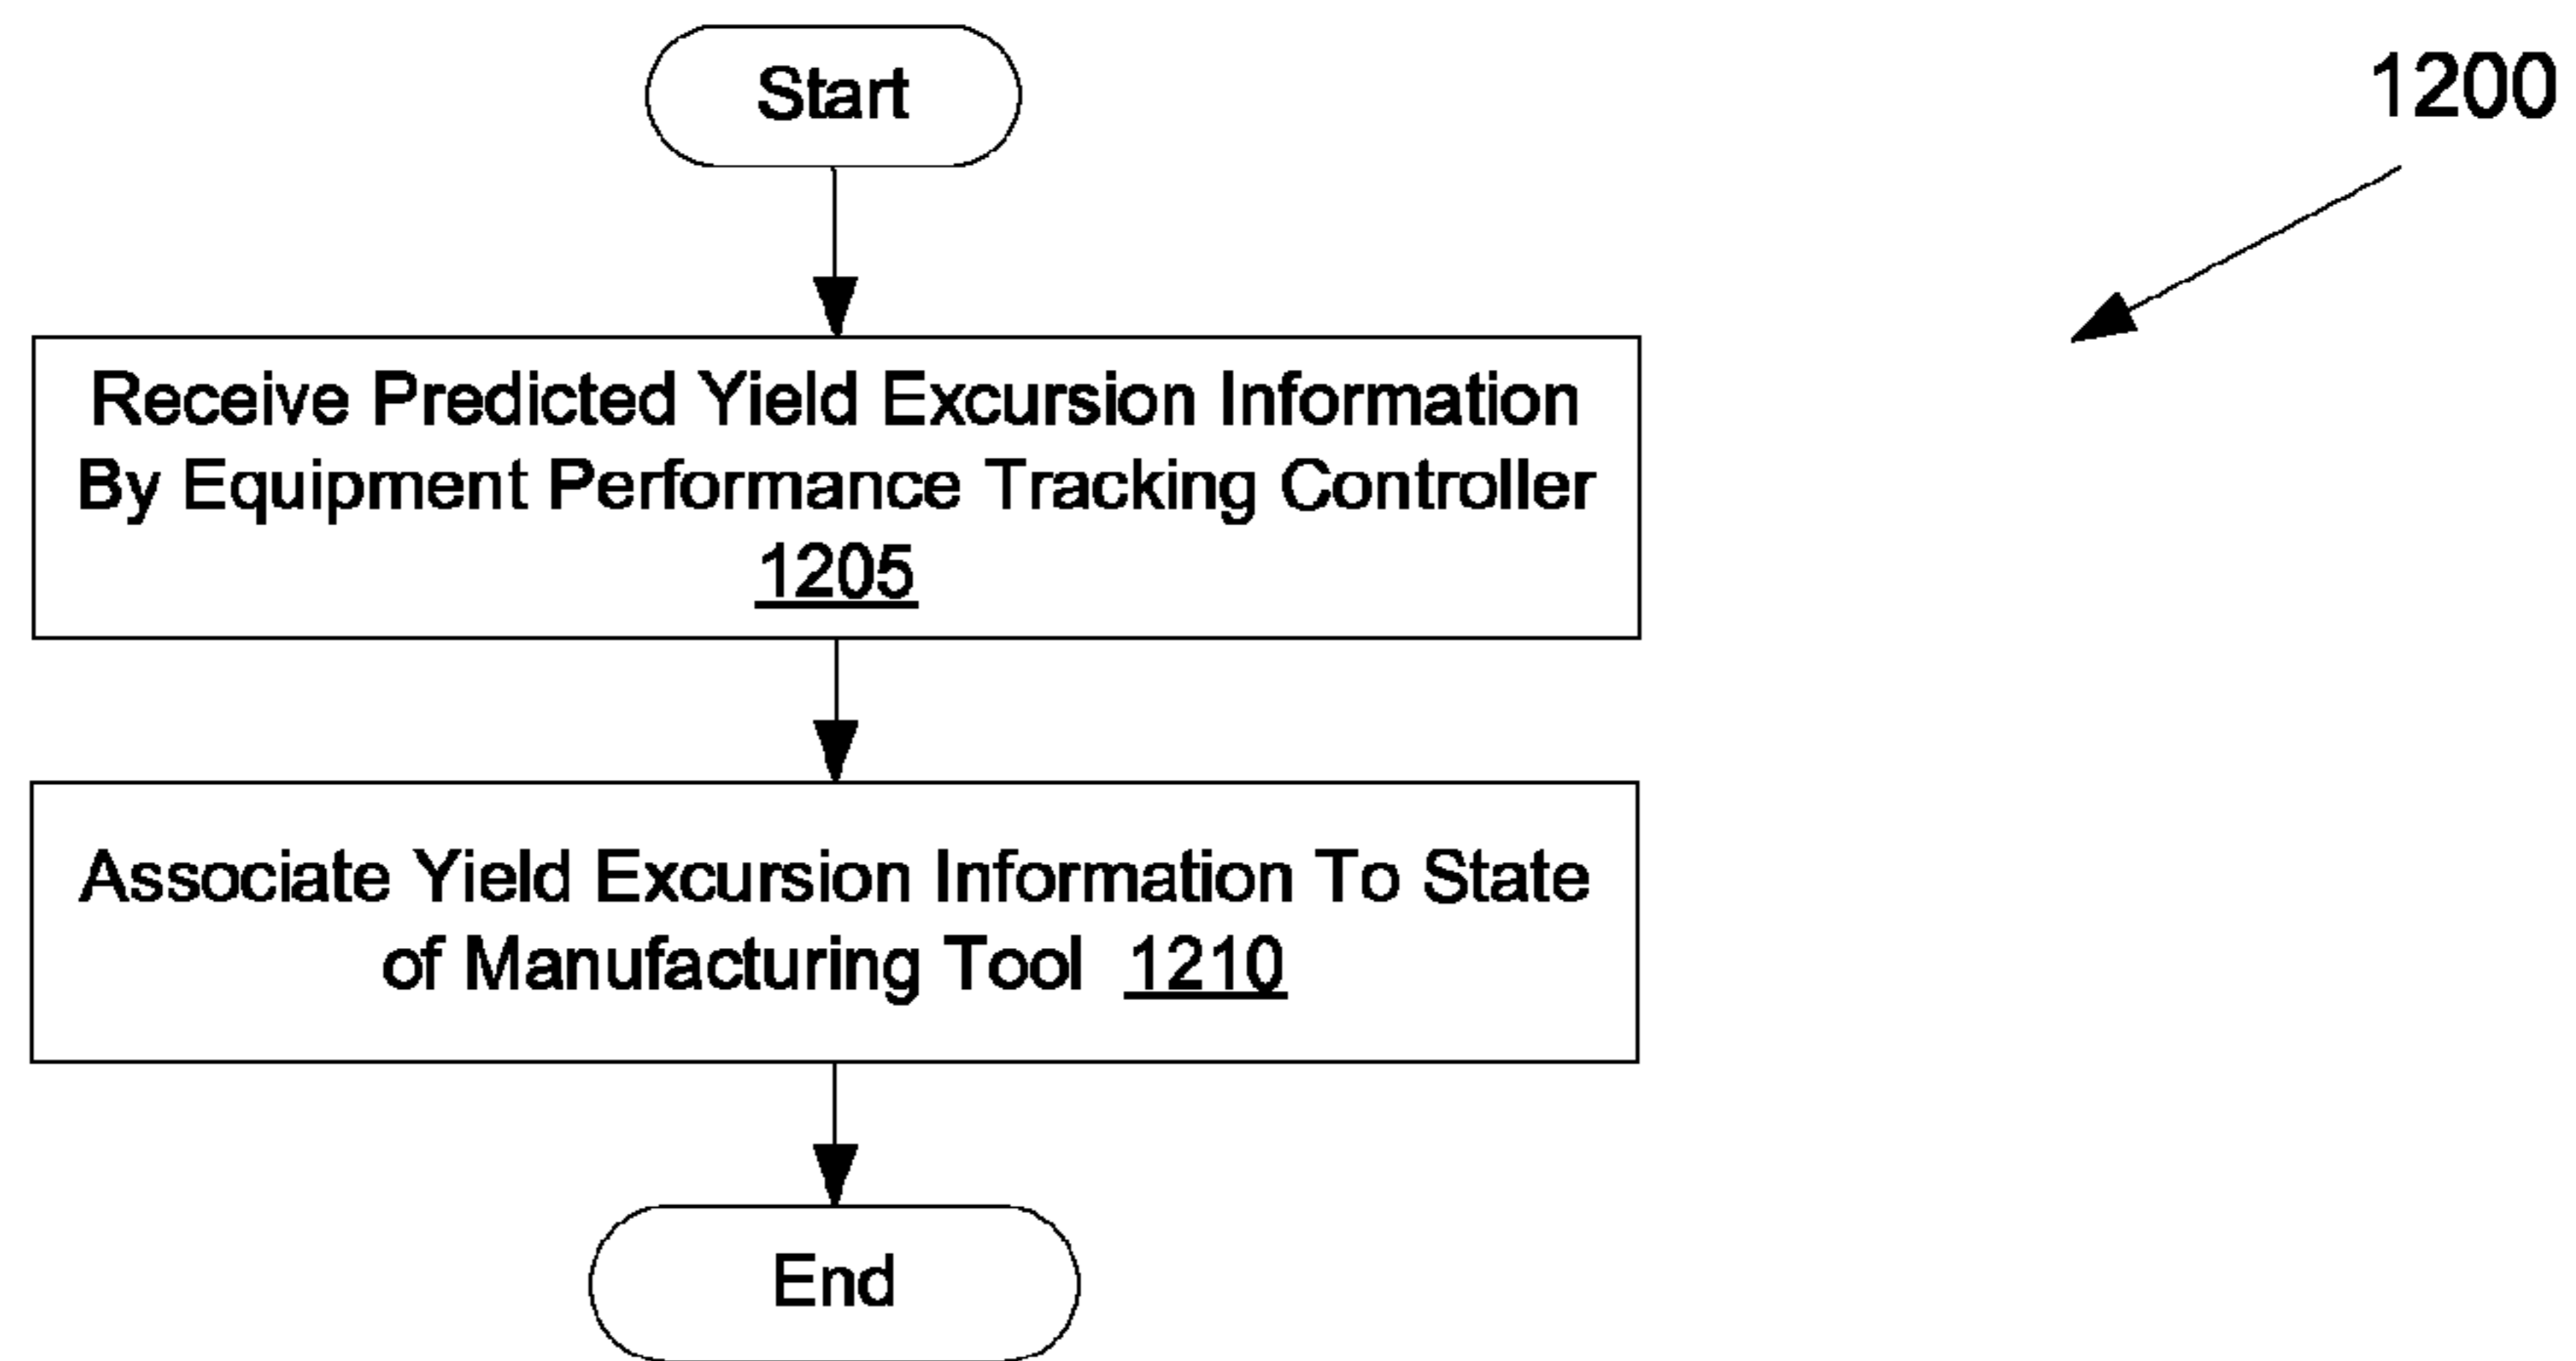 Start
1200
Receive Predicted Yield Excursion Information
By Equipment Performance Tracking Controller
1205
Associate Yield Excursion Information To State
of Manufacturing Tool 1210
End